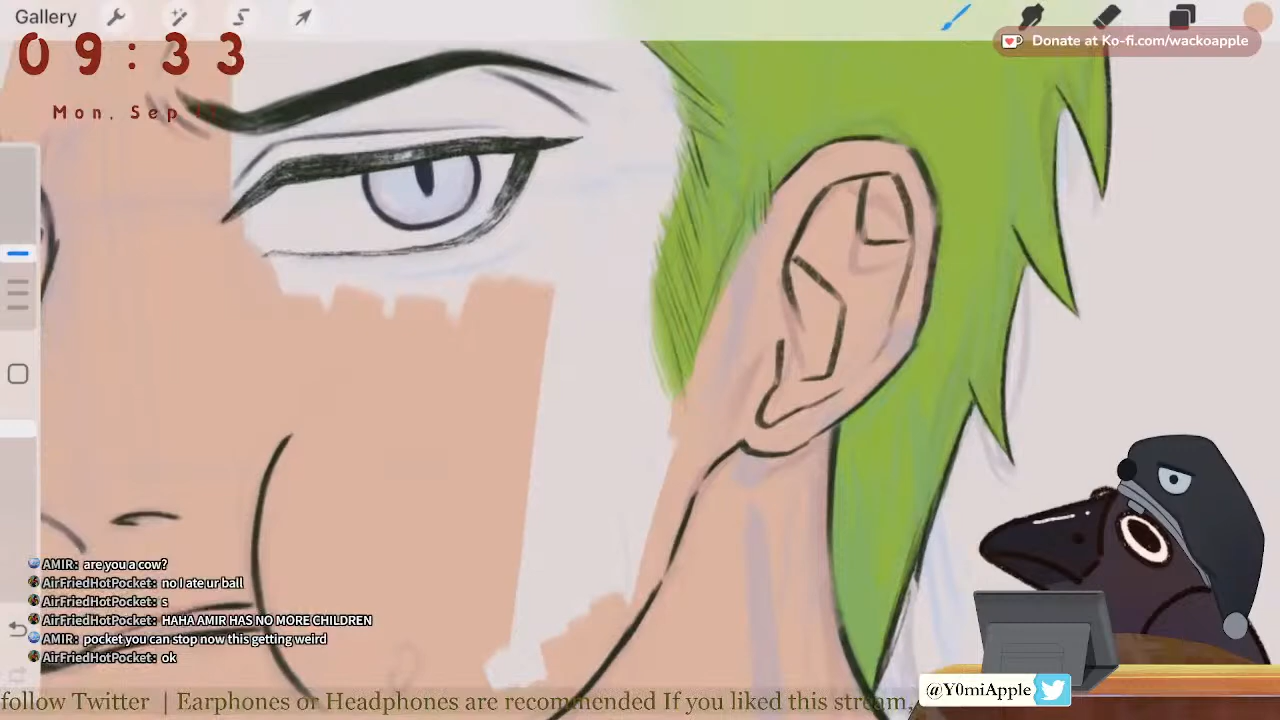 Gallery
Donate at Ko-fi.com/wackoapple
09:33
Mon. Sep
AMIR: are you a cow?
AirFriedHotPocket: no I ate ur ball
AirFriedHotPocket: s
AirFriedHotPocket: HAHA AMIR HAS NO MORE CHILDREN
AMIR: pocket you can stop now this getting weird
AirFriedHotPocket: ok
@Y0miApple
follow Twitter | Earphones or Headphones are recommended If you liked this stream,